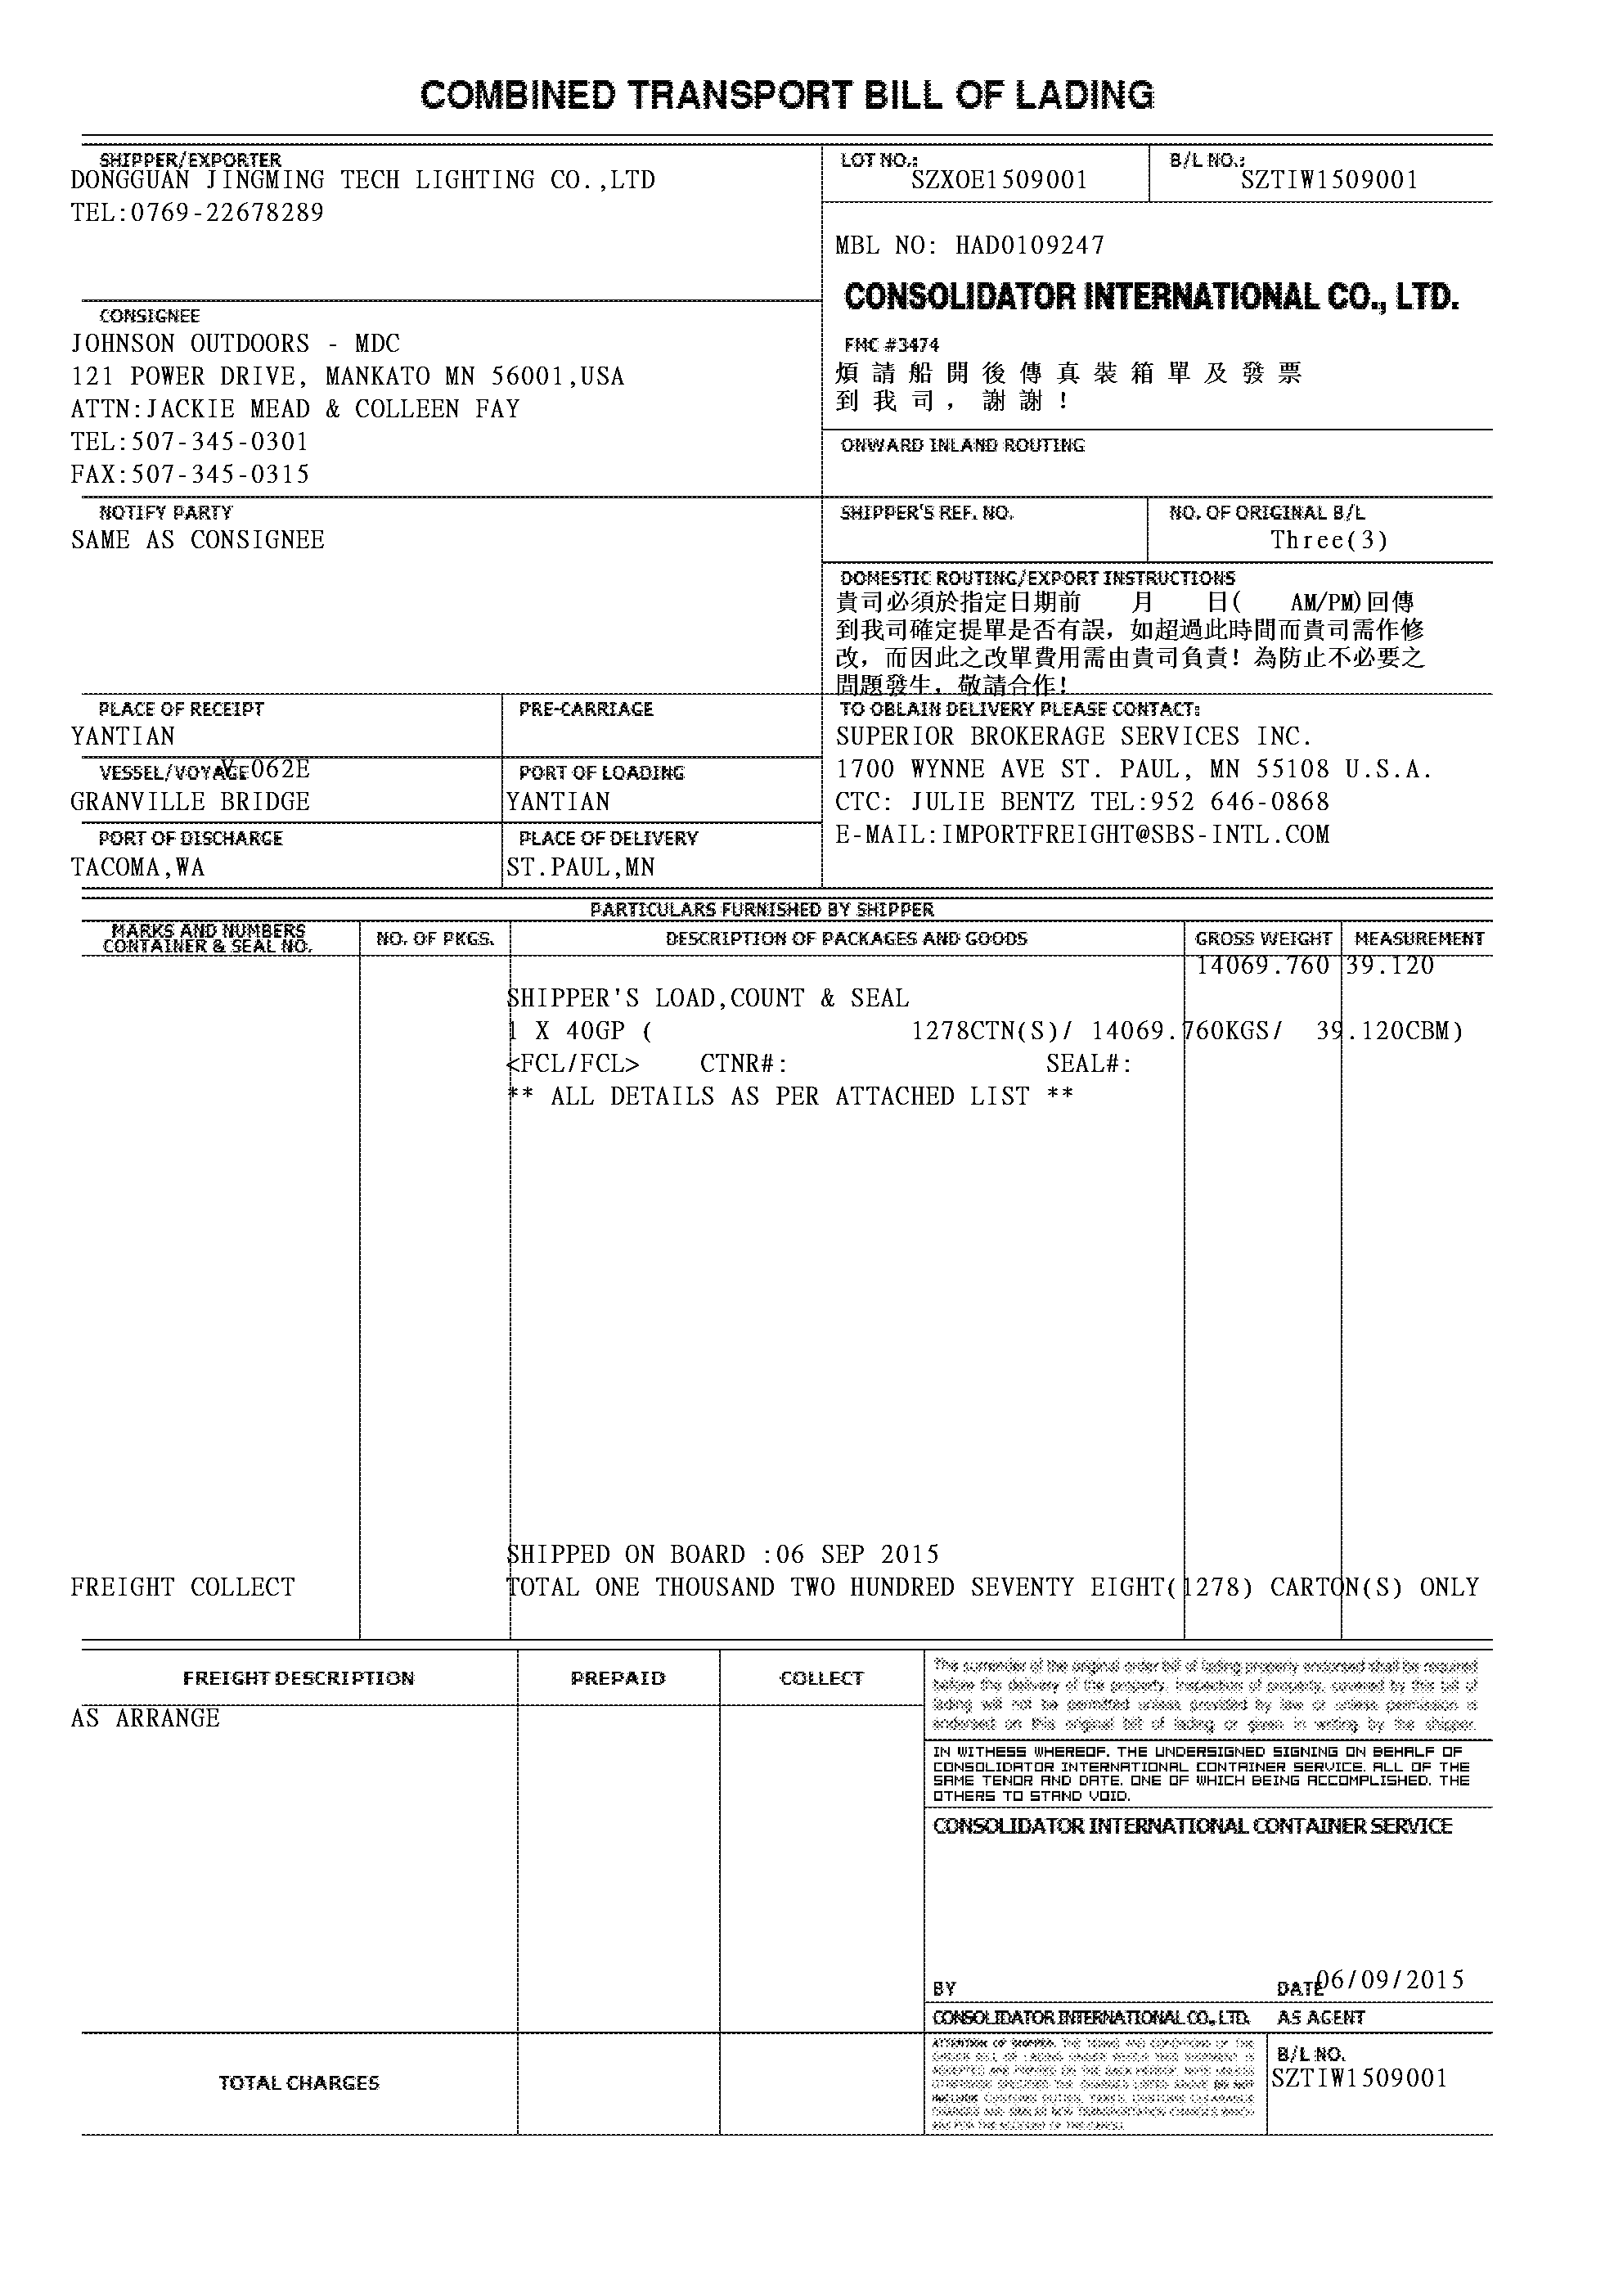 COMBINED TRANSPORT BILL OF LADING
SHIPPER/EXPORTER
DONGGUAN JINGMING TECH LIGHTING CO.,LTD
TEL:0769-22678289
LOT NO.:
SZXOE1509001
B/L NO.:
SZTIW1509001
MBL NO: HAD0109247
CONSOLIDATOR INTERNATIONAL CO., LTD.
FMC #3474
煩請船開後傳真裝箱單及發票
到我司，謝謝！
CONSIGNEE
JOHNSON OUTDOORS - MDC
121 POWER DRIVE, MANKATO MN 56001,USA
ATTN:JACKIE MEAD & COLLEEN FAY
TEL:507-345-0301
FAX:507-345-0315
ONWARD INLAND ROUTING
NOTIFY PARTY
SAME AS CONSIGNEE
SHIPPER'S REF. NO.
NO. OF ORIGINAL B/L
Three(3)
DOMESTIC ROUTING/EXPORT INSTRUCTIONS
貴司必須於指定日期前 月 日( AM/PM)回傳
到我司確定提單是否有誤，如超過此時間而貴司需作修
改，而因此之改單費用需由貴司負責！為防止不必要之
問題發生，敬請合作！
PLACE OF RECEIPT
YANTIAN
PRE-CARRIAGE
TO OBLAIN DELIVERY PLEASE CONTACT:
SUPERIOR BROKERAGE SERVICES INC.
1700 WYNNE AVE ST. PAUL, MN 55108 U.S.A.
CTC: JULIE BENTZ TEL:952 646-0868
E-MAIL:IMPORTFREIGHT@SBS-INTL.COM
VESSEL/VOYAGE V.062E
GRANVILLE BRIDGE
PORT OF LOADING
YANTIAN
PORT OF DISCHARGE
TACOMA,WA
PLACE OF DELIVERY
ST.PAUL,MN
PARTICULARS FURNISHED BY SHIPPER
MARKS AND NUMBERS
CONTAINER & SEAL NO.
NO. OF PKGS.
DESCRIPTION OF PACKAGES AND GOODS
GROSS WEIGHT
MEASUREMENT
14069.760 39.120
SHIPPER'S LOAD,COUNT & SEAL
1 X 40GP ( 1278CTN(S)/ 14069.760KGS/ 39.120CBM)
<FCL/FCL> CTNR#: SEAL#:
** ALL DETAILS AS PER ATTACHED LIST **
SHIPPED ON BOARD :06 SEP 2015
FREIGHT COLLECT
TOTAL ONE THOUSAND TWO HUNDRED SEVENTY EIGHT(1278) CARTON(S) ONLY
FREIGHT DESCRIPTION
PREPAID
COLLECT
AS ARRANGE
The surrender of the original order bill of lading properly endorsed shall be required
before the delivery of the property. Inspection of property covered by this bill of
lading will not be permitted unless provided by law or unless permission is
endorsed on this original bill of lading or given in writing by the shipper.
IN WITHESS WHEREOF. THE UNDERSIGNED SIGNING ON BEHALF OF
CONSOLIDATOR INTERNATIONAL CONTAINER SERVICE. ALL OF THE
SAME TENOR AND DATE. ONE OF WHICH BEING ACCOMPLISHED. THE
OTHERS TO STAND VOID.
CONSOLIDATOR INTERNATIONAL CONTAINER SERVICE
BY
DATE 06/09/2015
CONSOLIDATOR INTERNATIONAL CO., LTD. AS AGENT
TOTAL CHARGES
B/L NO.
SZTIW1509001